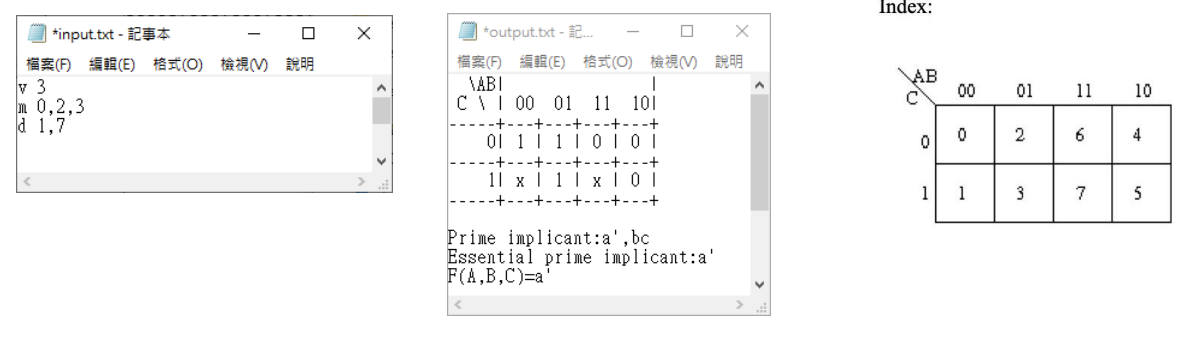 *input.txt - 記事本
檔案(F) 編輯(E) 格式(O) 檢視(V) 說明
v 3
m 0,2,3
d 1,7
*output.txt - 記...
檔案(F) 編輯(E) 格式(O) 檢視(V) 說明
\AB| |
C \ | 00 01 11 10|
-----+---+---+---+---+
0| 1 | 1 | 0 | 0 |
-----+---+---+---+---+
1| x | 1 | x | 0 |
-----+---+---+---+---+
Prime implicant:a',bc
Essential prime implicant:a'
F(A,B,C)=a'
Index:
AB
C
00 01 11 10
0 0 2 6 4
1 1 3 7 5